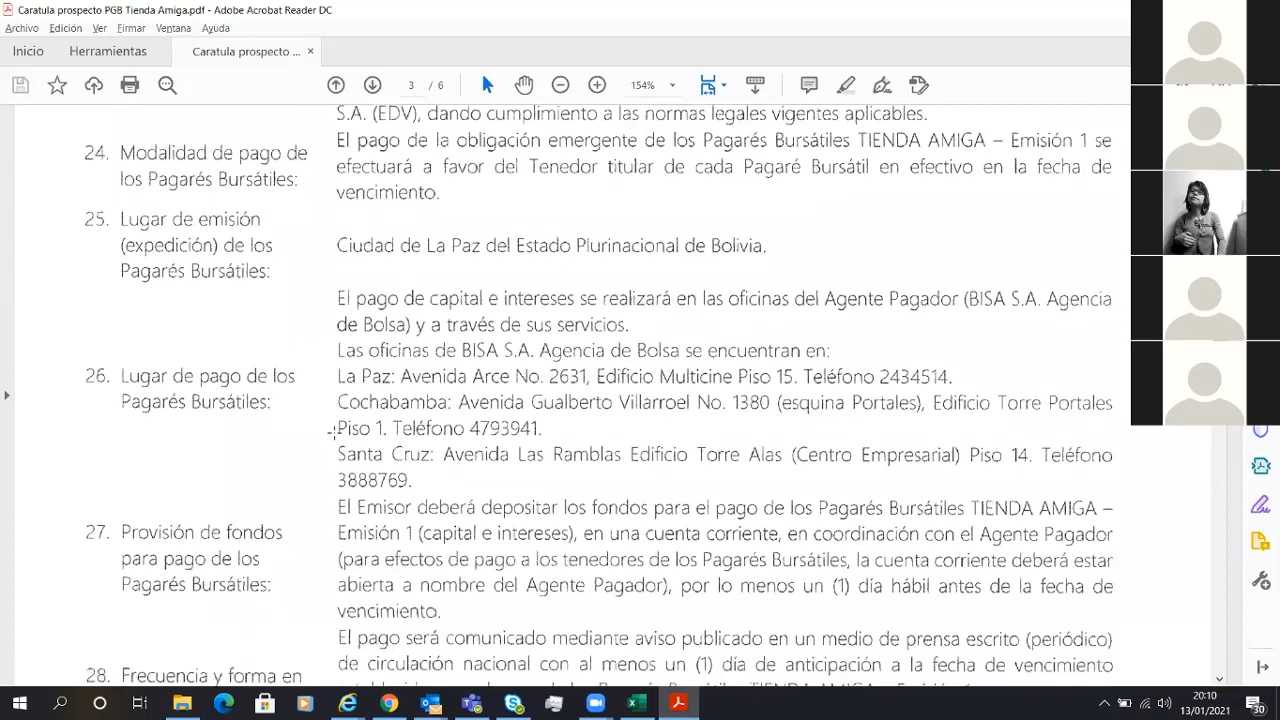 Caratula prospecto PGB Tienda Amiga.pdf - Adobe Acrobat Reader DC
Archivo Edición Ver Firmar Ventana Ayuda
Inicio Herramientas Caratula prospecto ... ×
3 / 6 154%
S.A. (EDV), dando cumplimiento a las normas legales vigentes aplicables.
24. Modalidad de pago de los Pagarés Bursátiles:
El pago de la obligación emergente de los Pagarés Bursátiles TIENDA AMIGA – Emisión 1 se
efectuará a favor del Tenedor titular de cada Pagaré Bursátil en efectivo en la fecha de
vencimiento.
25. Lugar de emisión
(expedición) de los
Pagarés Bursátiles:
Ciudad de La Paz del Estado Plurinacional de Bolivia.
26. Lugar de pago de los
Pagarés Bursátiles:
El pago de capital e intereses se realizará en las oficinas del Agente Pagador (BISA S.A. Agencia
de Bolsa) y a través de sus servicios.
Las oficinas de BISA S.A. Agencia de Bolsa se encuentran en:
La Paz: Avenida Arce No. 2631, Edificio Multicine Piso 15. Teléfono 2434514.
Cochabamba: Avenida Gualberto Villarroel No. 1380 (esquina Portales), Edificio Torre Portales
Piso 1. Teléfono 4793941.
Santa Cruz: Avenida Las Ramblas Edificio Torre Alas (Centro Empresarial) Piso 14. Teléfono
3888769.
27. Provisión de fondos
para pago de los
Pagarés Bursátiles:
El Emisor deberá depositar los fondos para el pago de los Pagarés Bursátiles TIENDA AMIGA –
Emisión 1 (capital e intereses), en una cuenta corriente, en coordinación con el Agente Pagador
(para efectos de pago a los tenedores de los Pagarés Bursátiles, la cuenta corriente deberá estar
abierta a nombre del Agente Pagador), por lo menos un (1) día hábil antes de la fecha de
vencimiento.
28. Frecuencia y forma en
El pago será comunicado mediante aviso publicado en un medio de prensa escrito (periódico)
de circulación nacional con al menos un (1) día de anticipación a la fecha de vencimiento
20:10
13/01/2021
30